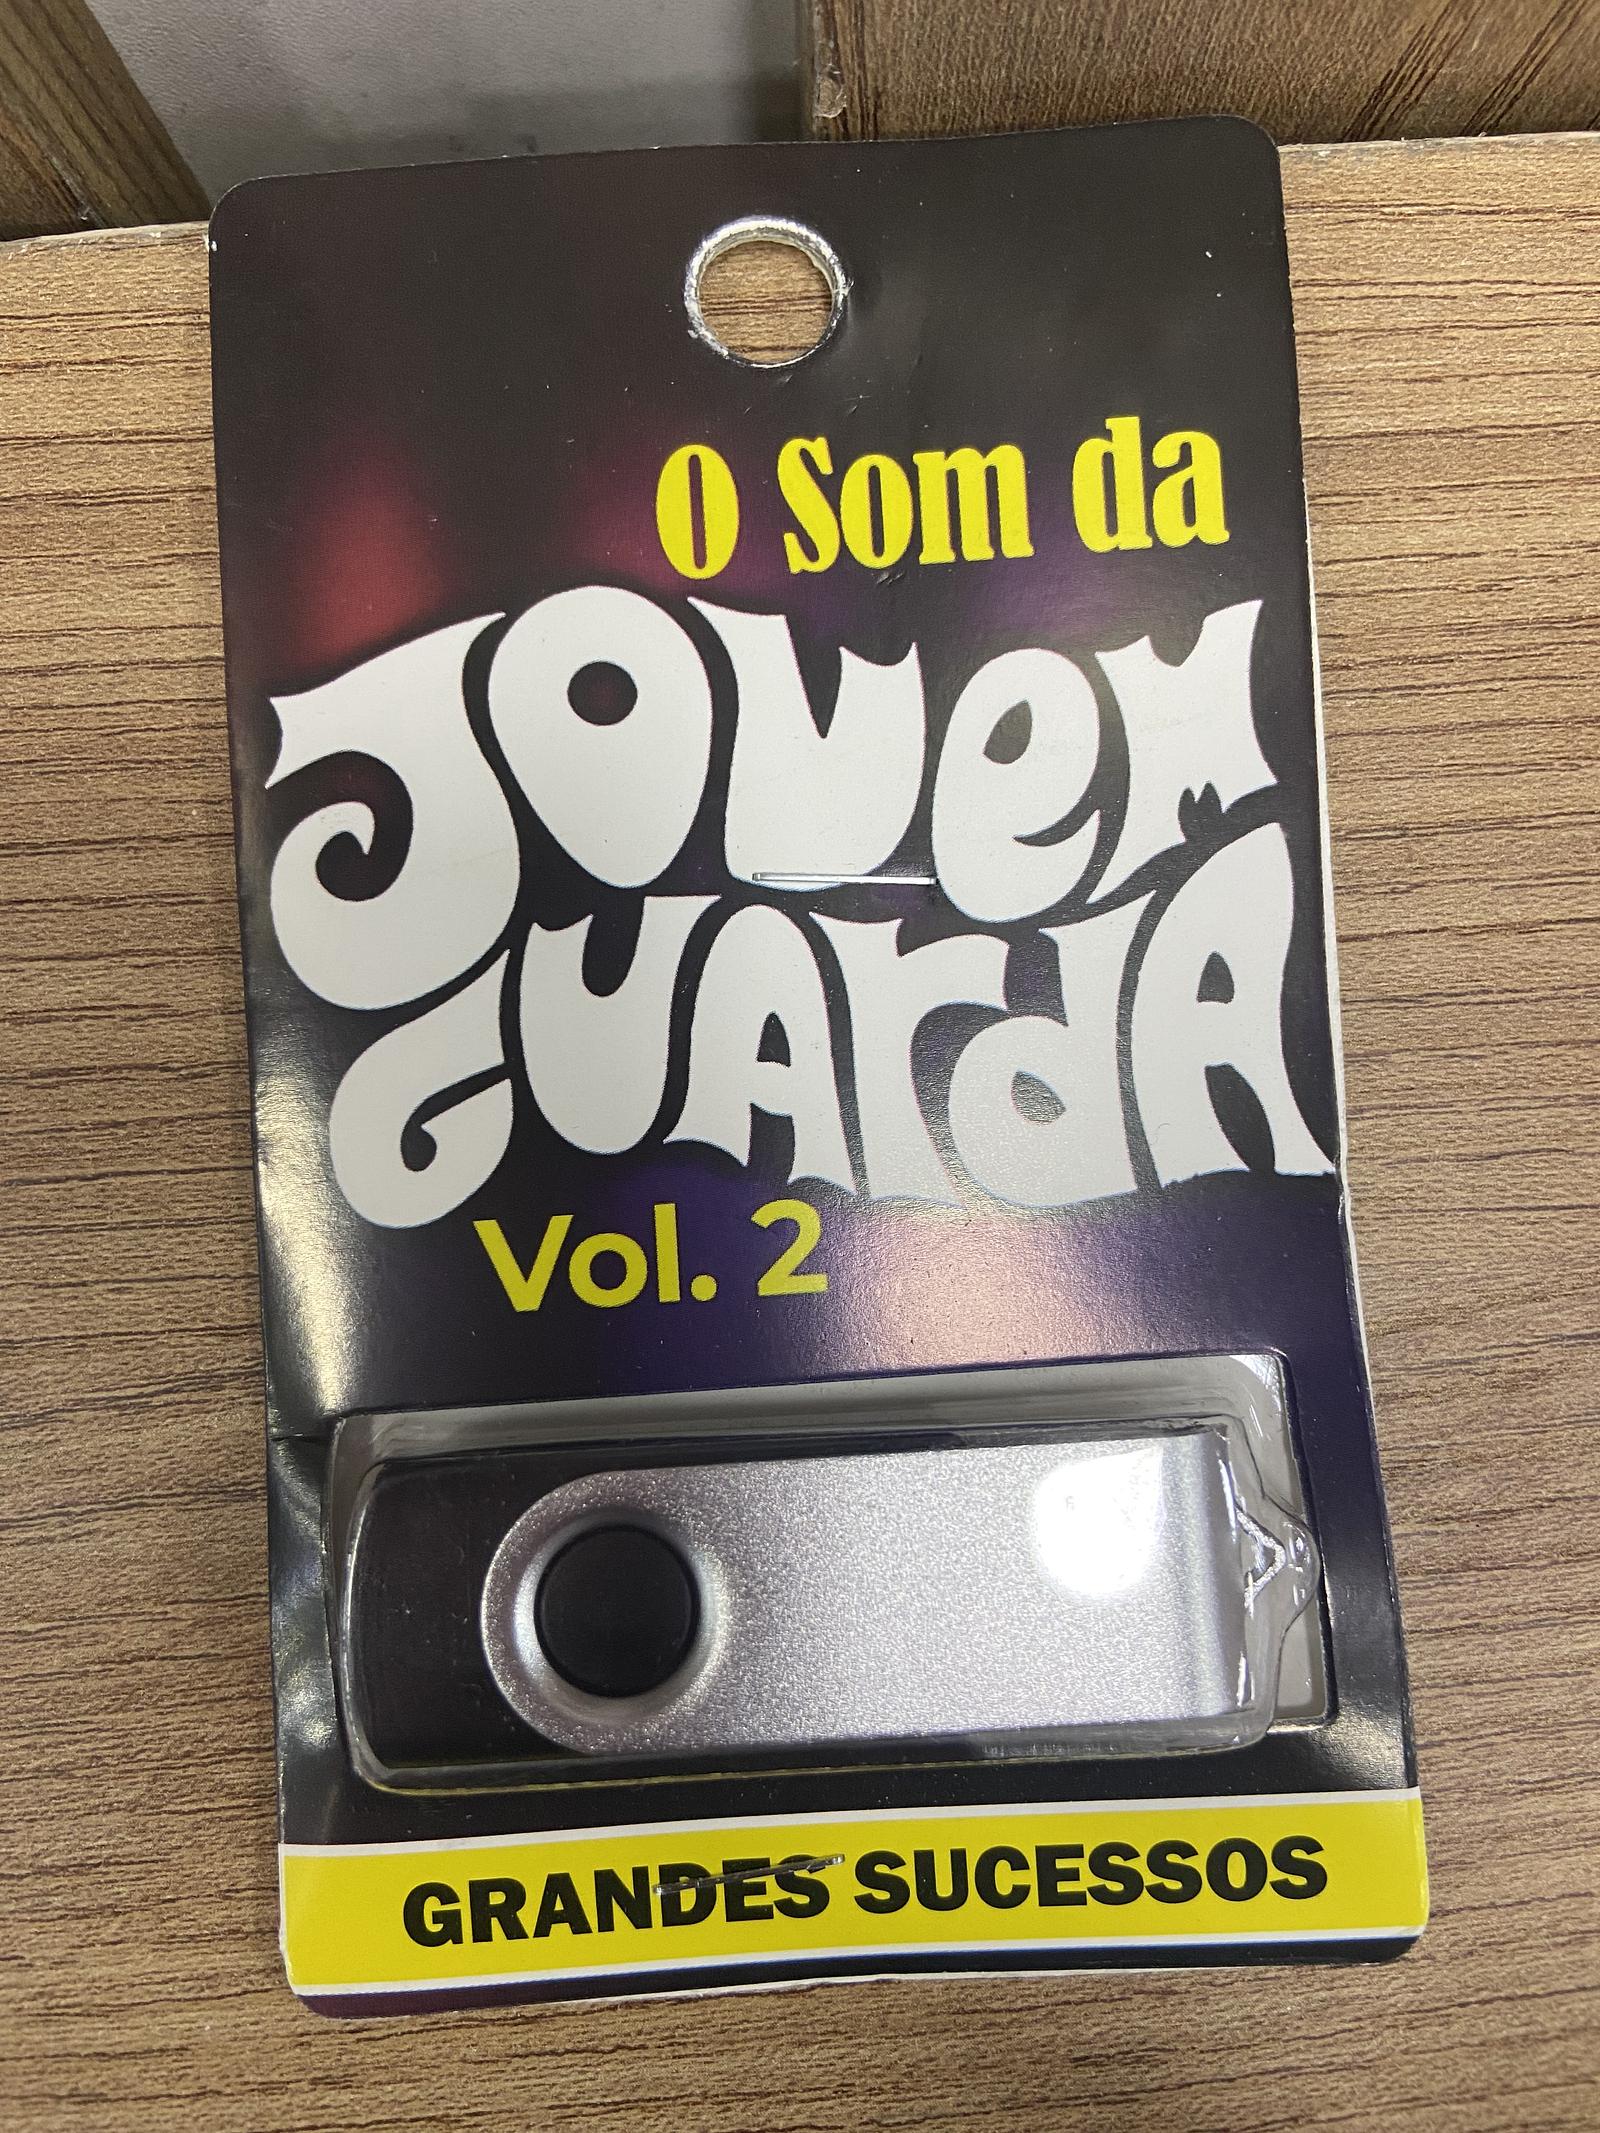 O Som da
Jovem
Guarda
Vol. 2
GRANDES SUCESSOS